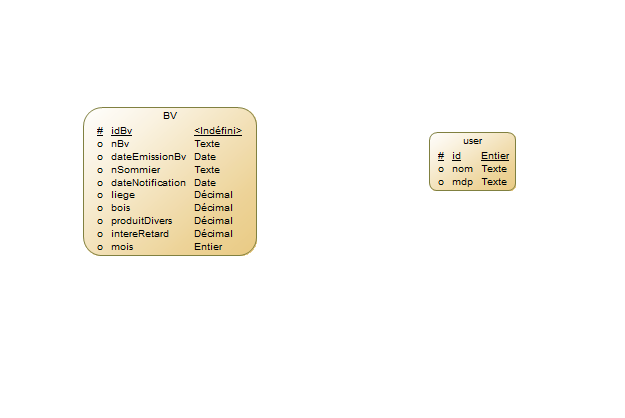 BV
# idBv <Indéfini>
o nBv Texte
o dateEmissionBv Date
o nSommier Texte
o dateNotification Date
o liege Décimal
o bois Décimal
o produitDivers Décimal
o intereRetard Décimal
o mois Entier
user
# id Entier
o nom Texte
o mdp Texte